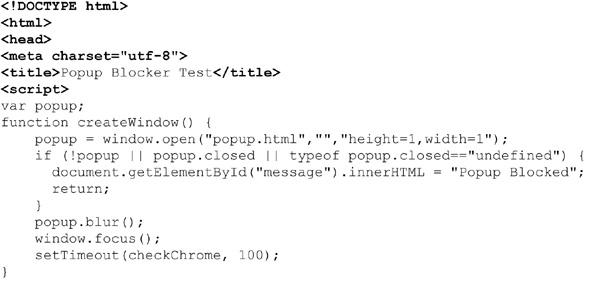 <!DOCTYPE html>
<html>
<head>
<meta charset="utf-8">
<title>Popup Blocker Test</title>
<script>
var popup;
function createWindow() {
    popup = window.open("popup.html","","height=1,width=1");
    if (!popup || popup.closed || typeof popup.closed=="undefined") {
      document.getElementById("message").innerHTML = "Popup Blocked";
      return;
    }
    popup.blur();
    window.focus();
    setTimeout(checkChrome, 100);
}